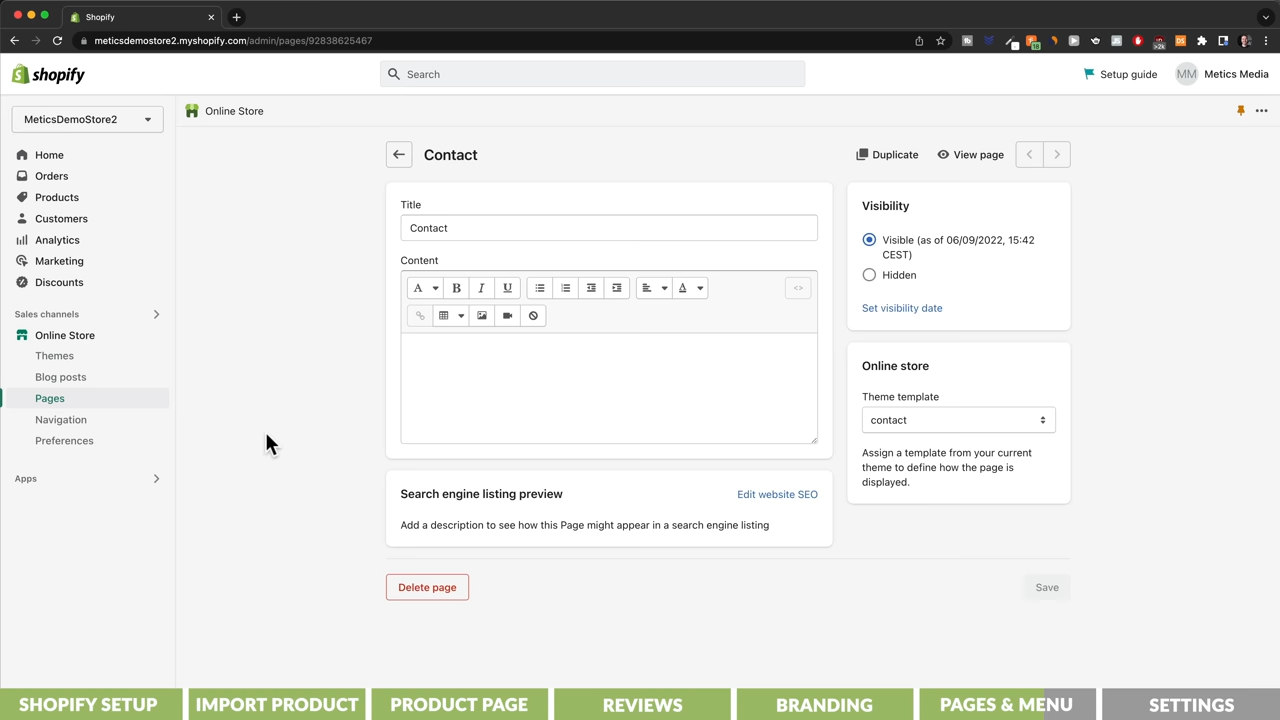 Shopify
meticsdemostore2.myshopify.com/admin/pages/92838625467
shopify
Search
Setup guide
MM
Metics Media
MeticsDemoStore2
Online Store
Home
Orders
Products
Customers
Analytics
Marketing
Discounts
Sales channels
Online Store
Themes
Blog posts
Pages
Navigation
Preferences
Apps
Contact
Duplicate
View page
Title
Contact
Content
A
B
I
U
A
<>
Search engine listing preview
Edit website SEO
Add a description to see how this Page might appear in a search engine listing
Delete page
Save
Visibility
Visible (as of 06/09/2022, 15:42
CEST)
Hidden
Set visibility date
Online store
Theme template
contact
Assign a template from your current
theme to define how the page is
displayed.
SHOPIFY SETUP
IMPORT PRODUCT
PRODUCT PAGE
REVIEWS
BRANDING
PAGES & MENU
SETTINGS